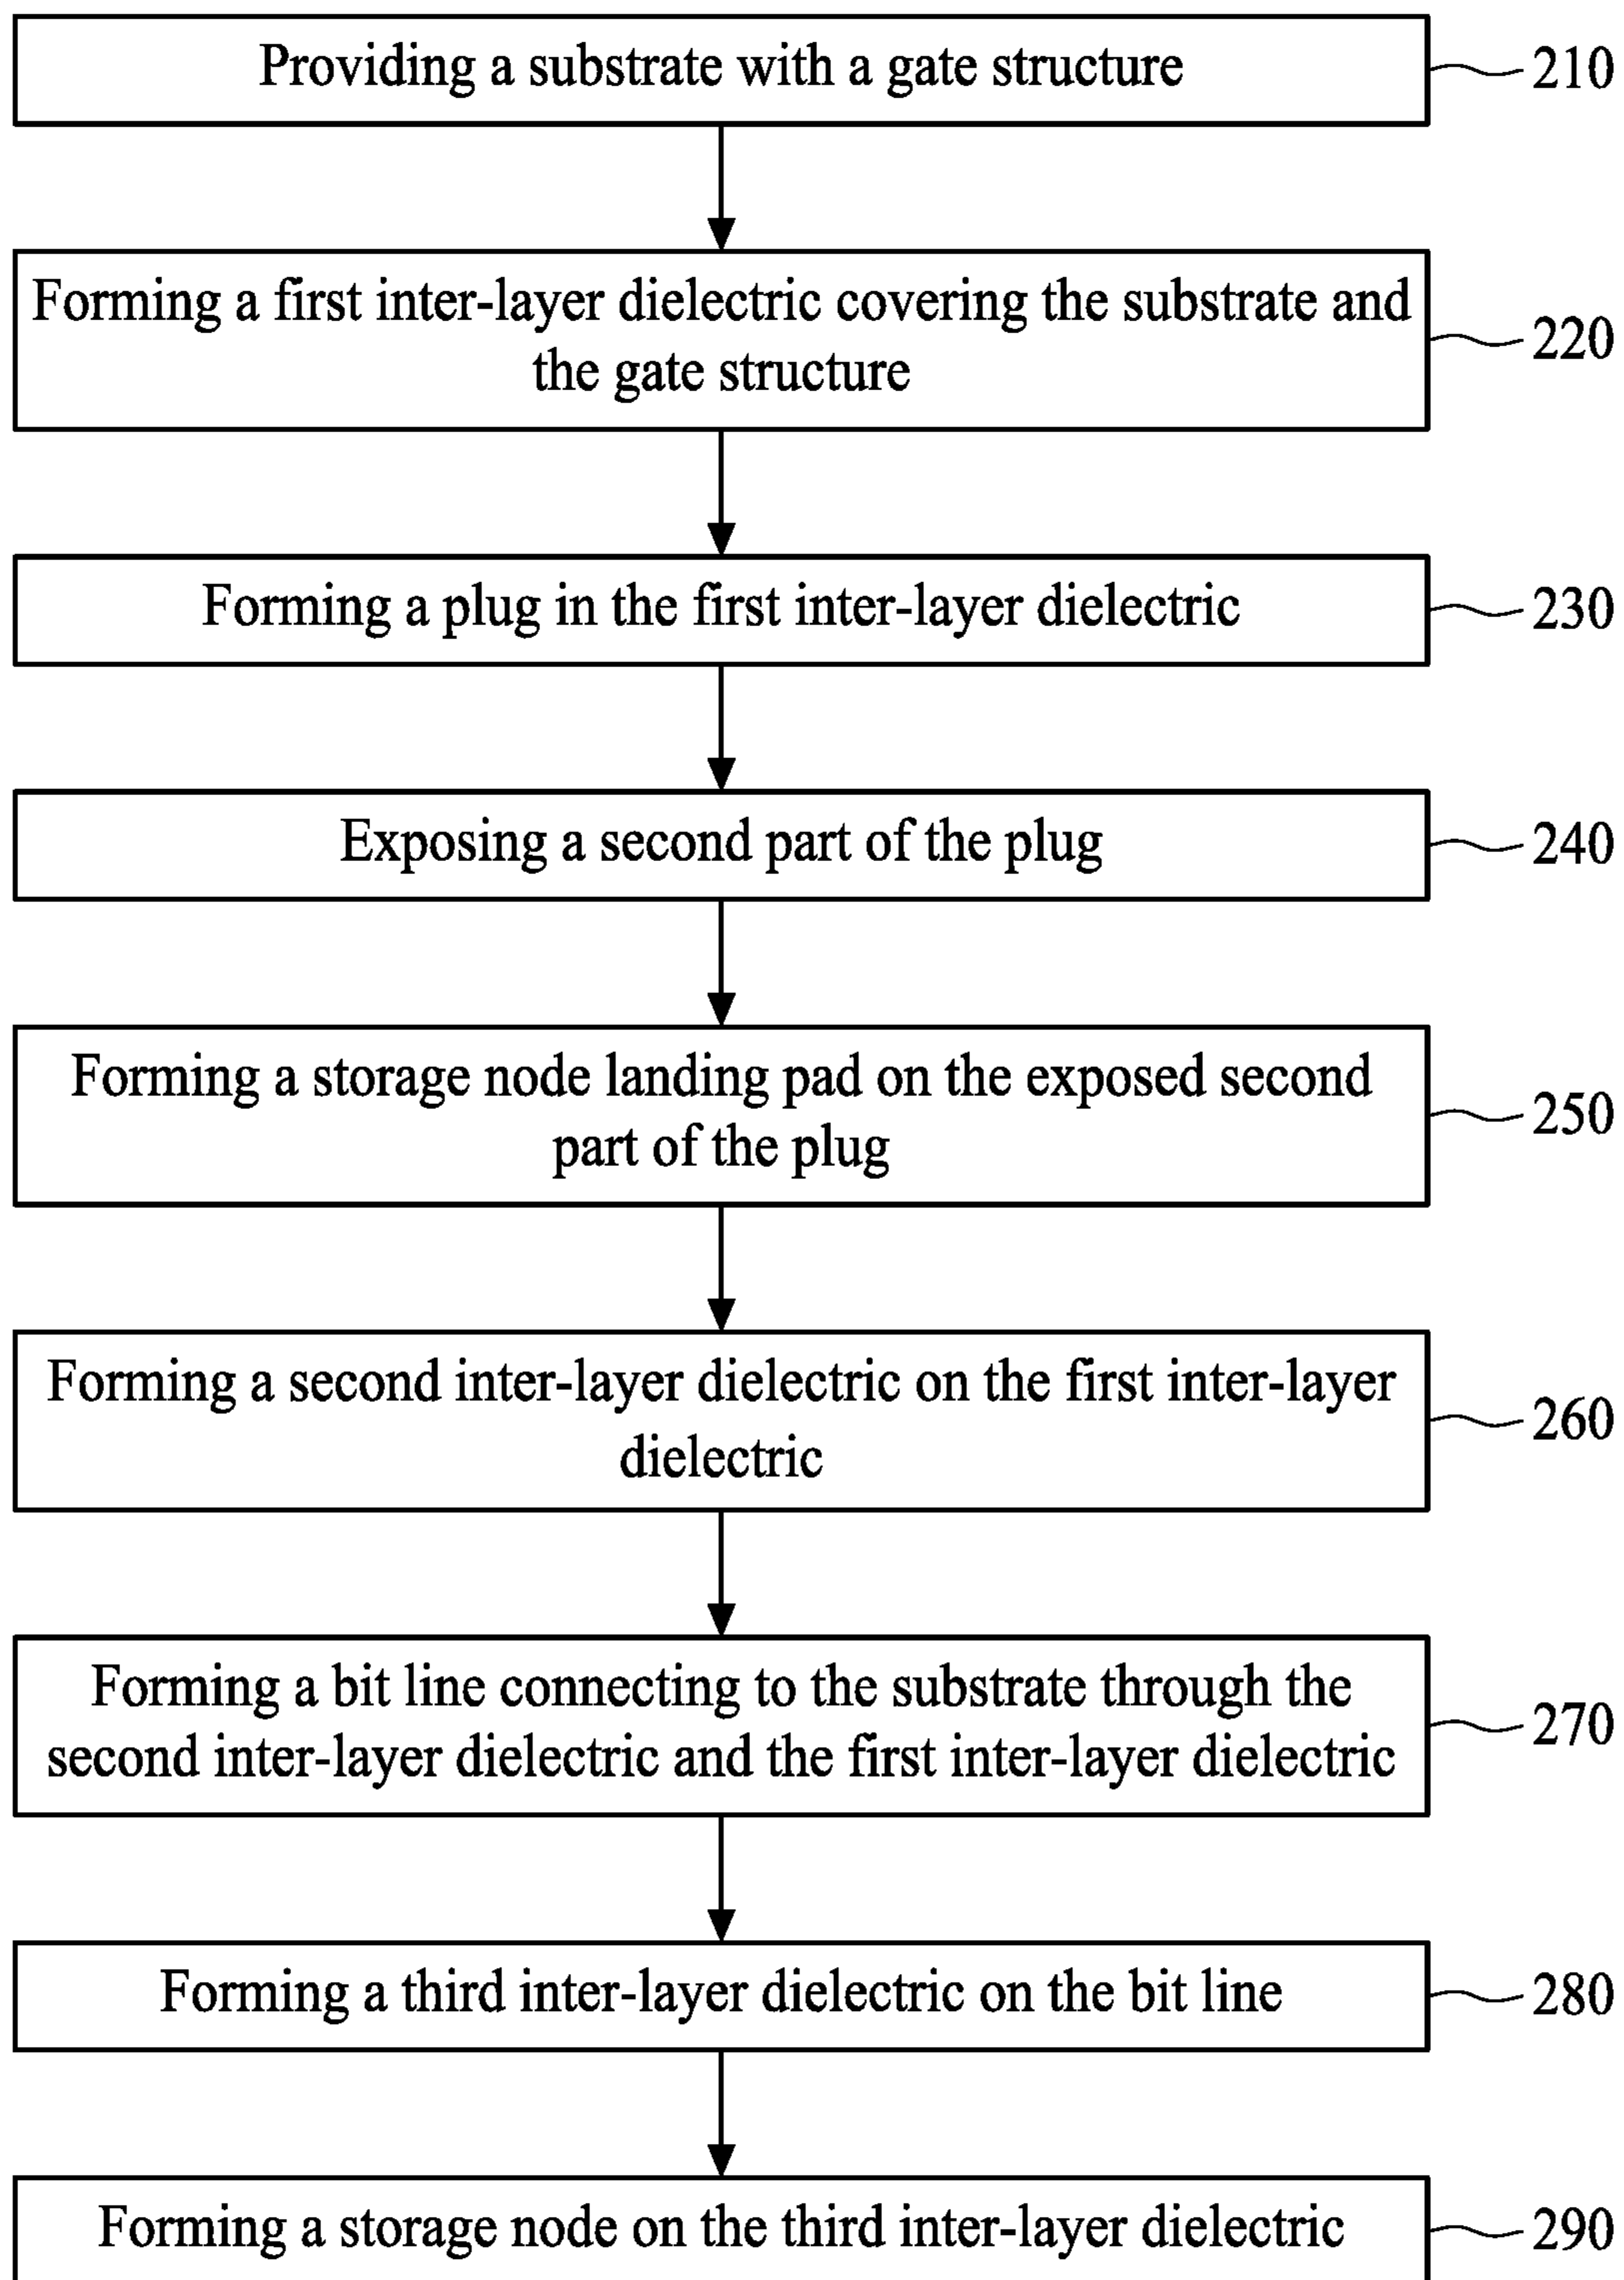 Providing a substrate with a gate structure
210
Forming a first inter-layer dielectric covering the substrate and
the gate structure
220
Forming a plug in the first inter-layer dielectric
230
Exposing a second part of the plug
240
Forming a storage node landing pad on the exposed second
part of the plug
250
Forming a second inter-layer dielectric on the first inter-layer
dielectric
260
Forming a bit line connecting to the substrate through the
second inter-layer dielectric and the first inter-layer dielectric
270
Forming a third inter-layer dielectric on the bit line
280
Forming a storage node on the third inter-layer dielectric
290